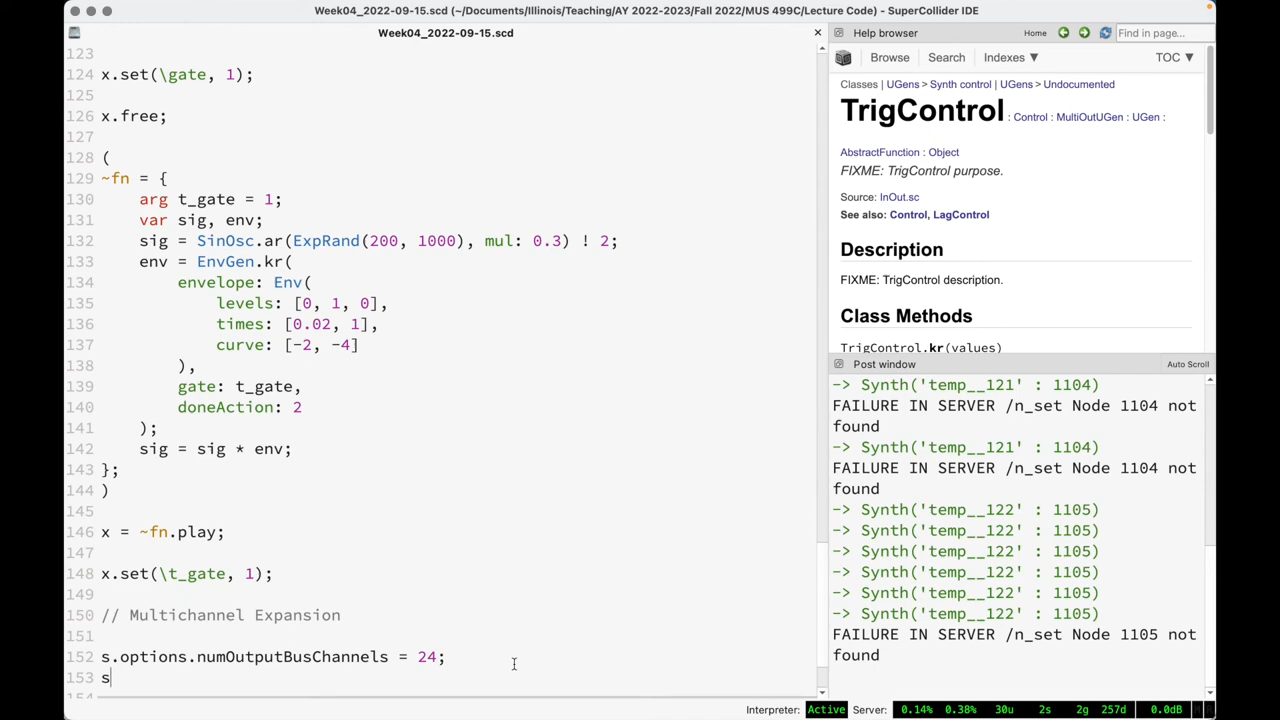 Week04_2022-09-15.scd (~/Documents/Illinois/Teaching/AY 2022-2023/Fall 2022/MUS 499C/Lecture Code) - SuperCollider IDE
Week04_2022-09-15.scd
123
124 x.set(\gate, 1);
125
126 x.free;
127
128 (
129 ~fn = {
130 arg t_gate = 1;
131 var sig, env;
132 sig = SinOsc.ar(ExpRand(200, 1000), mul: 0.3) ! 2;
133 env = EnvGen.kr(
134 envelope: Env(
135 levels: [0, 1, 0],
136 times: [0.02, 1],
137 curve: [-2, -4]
138 ),
139 gate: t_gate,
140 doneAction: 2
141 );
142 sig = sig * env;
143 };
144 )
145
146 x = ~fn.play;
147
148 x.set(\t_gate, 1);
149
150 // Multichannel Expansion
151
152 s.options.numOutputBusChannels = 24;
153 s
154
Help browser Home Find in page...
Browse Search Indexes ▼ TOC ▼
Classes | UGens > Synth control | UGens > Undocumented
TrigControl : Control : MultiOutUGen : UGen :
AbstractFunction : Object
FIXME: TrigControl purpose.
Source: InOut.sc
See also: Control, LagControl
Description
FIXME: TrigControl description.
Class Methods
TrigControl.kr(values)
Post window Auto Scroll
-> Synth('temp__121' : 1104)
FAILURE IN SERVER /n_set Node 1104 not
found
-> Synth('temp__121' : 1104)
FAILURE IN SERVER /n_set Node 1104 not
found
-> Synth('temp__122' : 1105)
-> Synth('temp__122' : 1105)
-> Synth('temp__122' : 1105)
-> Synth('temp__122' : 1105)
-> Synth('temp__122' : 1105)
-> Synth('temp__122' : 1105)
FAILURE IN SERVER /n_set Node 1105 not
found
Interpreter: Active Server: 0.14% 0.38% 30u 2s 2g 257d 0.0dB M R